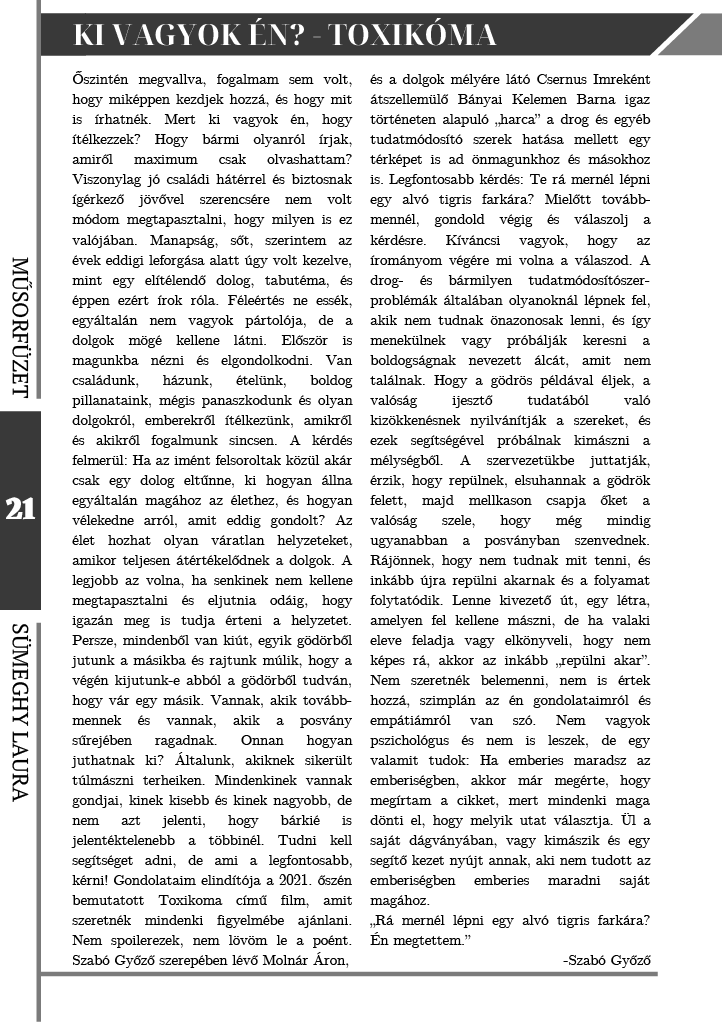 KI VAGYOK ÉN? - TOXIKÓMA
Őszintén megvallva, fogalmam sem volt,
hogy miképpen kezdjek hozzá, és hogy mit
is írhatnék. Mert ki vagyok én, hogy
ítélkezzek? Hogy bármi olyanról írjak,
amiről maximum csak olvashattam?
Viszonylag jó családi hátérrel és biztosnak
ígérkező jövővel szerencsére nem volt
módom megtapasztalni, hogy milyen is ez
valójában. Manapság, sőt, szerintem az
évek eddigi leforgása alatt úgy volt kezelve,
mint egy elítélendő dolog, tabutéma, és
éppen ezért írok róla. Féleértés ne essék,
egyáltalán nem vagyok pártolója, de a
dolgok mögé kellene látni. Először is
magunkba nézni és elgondolkodni. Van
családunk, házunk, ételünk, boldog
pillanataink, mégis panaszkodunk és olyan
dolgokról, emberekről ítélkezünk, amikről
és akikről fogalmunk sincsen. A kérdés
felmerül: Ha az imént felsoroltak közül akár
csak egy dolog eltűnne, ki hogyan állna
egyáltalán magához az élethez, és hogyan
vélekedne arról, amit eddig gondolt? Az
élet hozhat olyan váratlan helyzeteket,
amikor teljesen átértékelődnek a dolgok. A
legjobb az volna, ha senkinek nem kellene
megtapasztalni és eljutnia odáig, hogy
igazán meg is tudja érteni a helyzetet.
Persze, mindenből van kiút, egyik gödörből
jutunk a másikba és rajtunk múlik, hogy a
végén kijutunk-e abból a gödörből tudván,
hogy vár egy másik. Vannak, akik tovább-
mennek és vannak, akik a posvány
sűrejében ragadnak. Onnan hogyan
juthatnak ki? Általunk, akiknek sikerült
túlmászni terheiken. Mindenkinek vannak
gondjai, kinek kisebb és kinek nagyobb, de
nem azt jelenti, hogy bárkié is
jelentéktelenebb a többinél. Tudni kell
segítséget adni, de ami a legfontosabb,
kérni! Gondolataim elindítója a 2021. őszén
bemutatott Toxikoma című film, amit
szeretnék mindenki figyelmébe ajánlani.
Nem spoilerezek, nem lövöm le a poént.
Szabó Győző szerepében lévő Molnár Áron,
és a dolgok mélyére látó Csernus Imreként
átszellemülő Bányai Kelemen Barna igaz
történeten alapuló „harca” a drog és egyéb
tudatmódosító szerek hatása mellett egy
térképet is ad önmagunkhoz és másokhoz
is. Legfontosabb kérdés: Te rá mernél lépni
egy alvó tigris farkára? Mielőtt tovább-
mennél, gondold végig és válaszolj a
kérdésre. Kíváncsi vagyok, hogy az
írományom végére mi volna a válaszod. A
drog- és bármilyen tudatmódosítószer-
problémák általában olyanoknál lépnek fel,
akik nem tudnak önazonosak lenni, és így
menekülnek vagy próbálják keresni a
boldogságnak nevezett álcát, amit nem
találnak. Hogy a gödrös példával éljek, a
valóság ijesztő tudatából való
kizökkenésnek nyilvánítják a szereket, és
ezek segítségével próbálnak kimászni a
mélységből. A szervezetükbe juttatják,
érzik, hogy repülnek, elsuhannak a gödrök
felett, majd mellkason csapja őket a
valóság szele, hogy még mindig
ugyanabban a posványban szenvednek.
Rájönnek, hogy nem tudnak mit tenni, és
inkább újra repülni akarnak és a folyamat
folytatódik. Lenne kivezető út, egy létra,
amelyen fel kellene mászni, de ha valaki
eleve feladja vagy elkönyveli, hogy nem
képes rá, akkor az inkább „repülni akar”.
Nem szeretnék belemenni, nem is értek
hozzá, szimplán az én gondolataimról és
empátiámról van szó. Nem vagyok
pszichológus és nem is leszek, de egy
valamit tudok: Ha emberies maradsz az
emberiségben, akkor már megérte, hogy
megírtam a cikket, mert mindenki maga
dönti el, hogy melyik utat választja. Ül a
saját dágványában, vagy kimászik és egy
segítő kezet nyújt annak, aki nem tudott az
emberiségben emberies maradni saját
magához.
„Rá mernél lépni egy alvó tigris farkára?
Én megtettem.”
-Szabó Győző
MŰSORFÜZET
21
SÜMEGHY LAURA